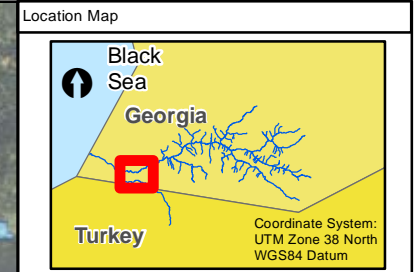 Location Map
Black
Sea
Georgia
Turkey
Coordinate System:
UTM Zone 38 North
WGS84 Datum